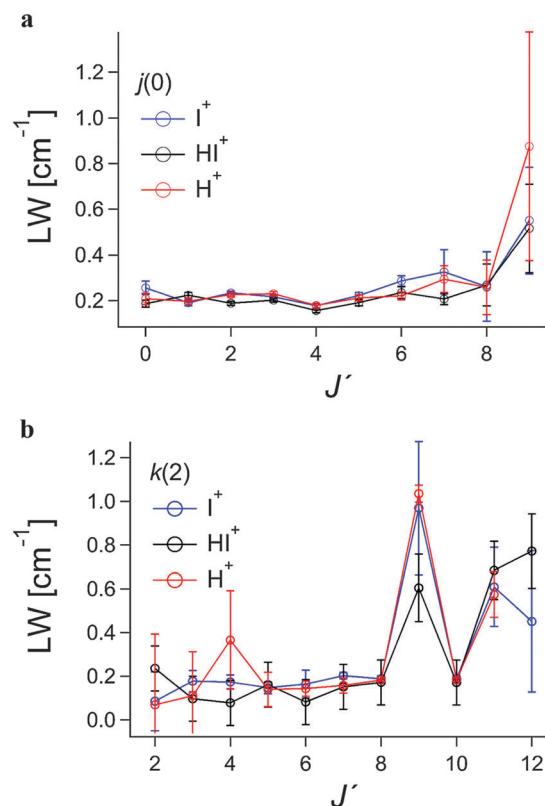 a
j(0)
I⁺
HI⁺
H⁺
LW [cm⁻¹]
1.2
1.0
0.8
0.6
0.4
0.2
0 2 4 6 8
J´
b
k(2)
I⁺
HI⁺
H⁺
LW [cm⁻¹]
1.2
1.0
0.8
0.6
0.4
0.2
0.0
2 4 6 8 10 12
J´